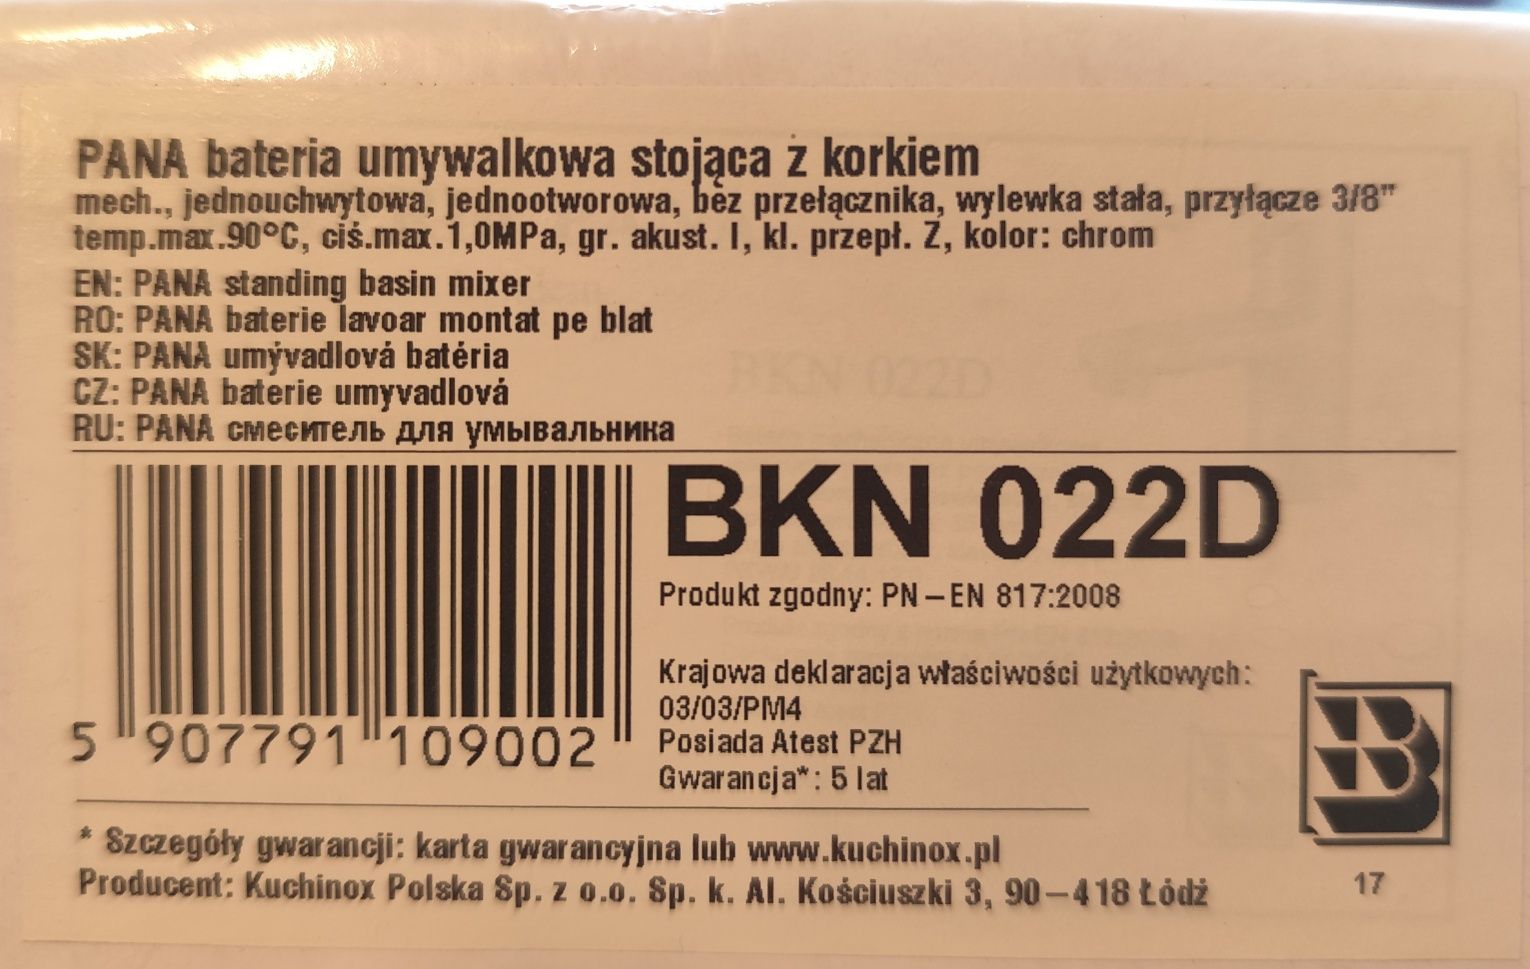 PANA bateria umywalkowa stojąca z korkiem
mech., jednouchwytowa, jednootworowa, bez przełącznika, wylewka stała, przyłącze 3/8"
temp.max.90°C, ciś.max.1,0MPa, gr. akust. I, kl. przepł. Z, kolor: chrom
EN: PANA standing basin mixer
RO: PANA baterie lavoar montat pe blat
SK: PANA umývadlová batéria
CZ: PANA baterie umyvadlová
RU: PANA смеситель для умывальника
BKN 022D
Produkt zgodny: PN–EN 817:2008
Krajowa deklaracja właściwości użytkowych:
03/03/PM4
Posiada Atest PZH
Gwarancja*: 5 lat
5 907791 109002
* Szczegóły gwarancji: karta gwarancyjna lub www.kuchinox.pl
Producent: Kuchinox Polska Sp. z o.o. Sp. k. Al. Kościuszki 3, 90–418 Łódź
B
17
BKN 022D